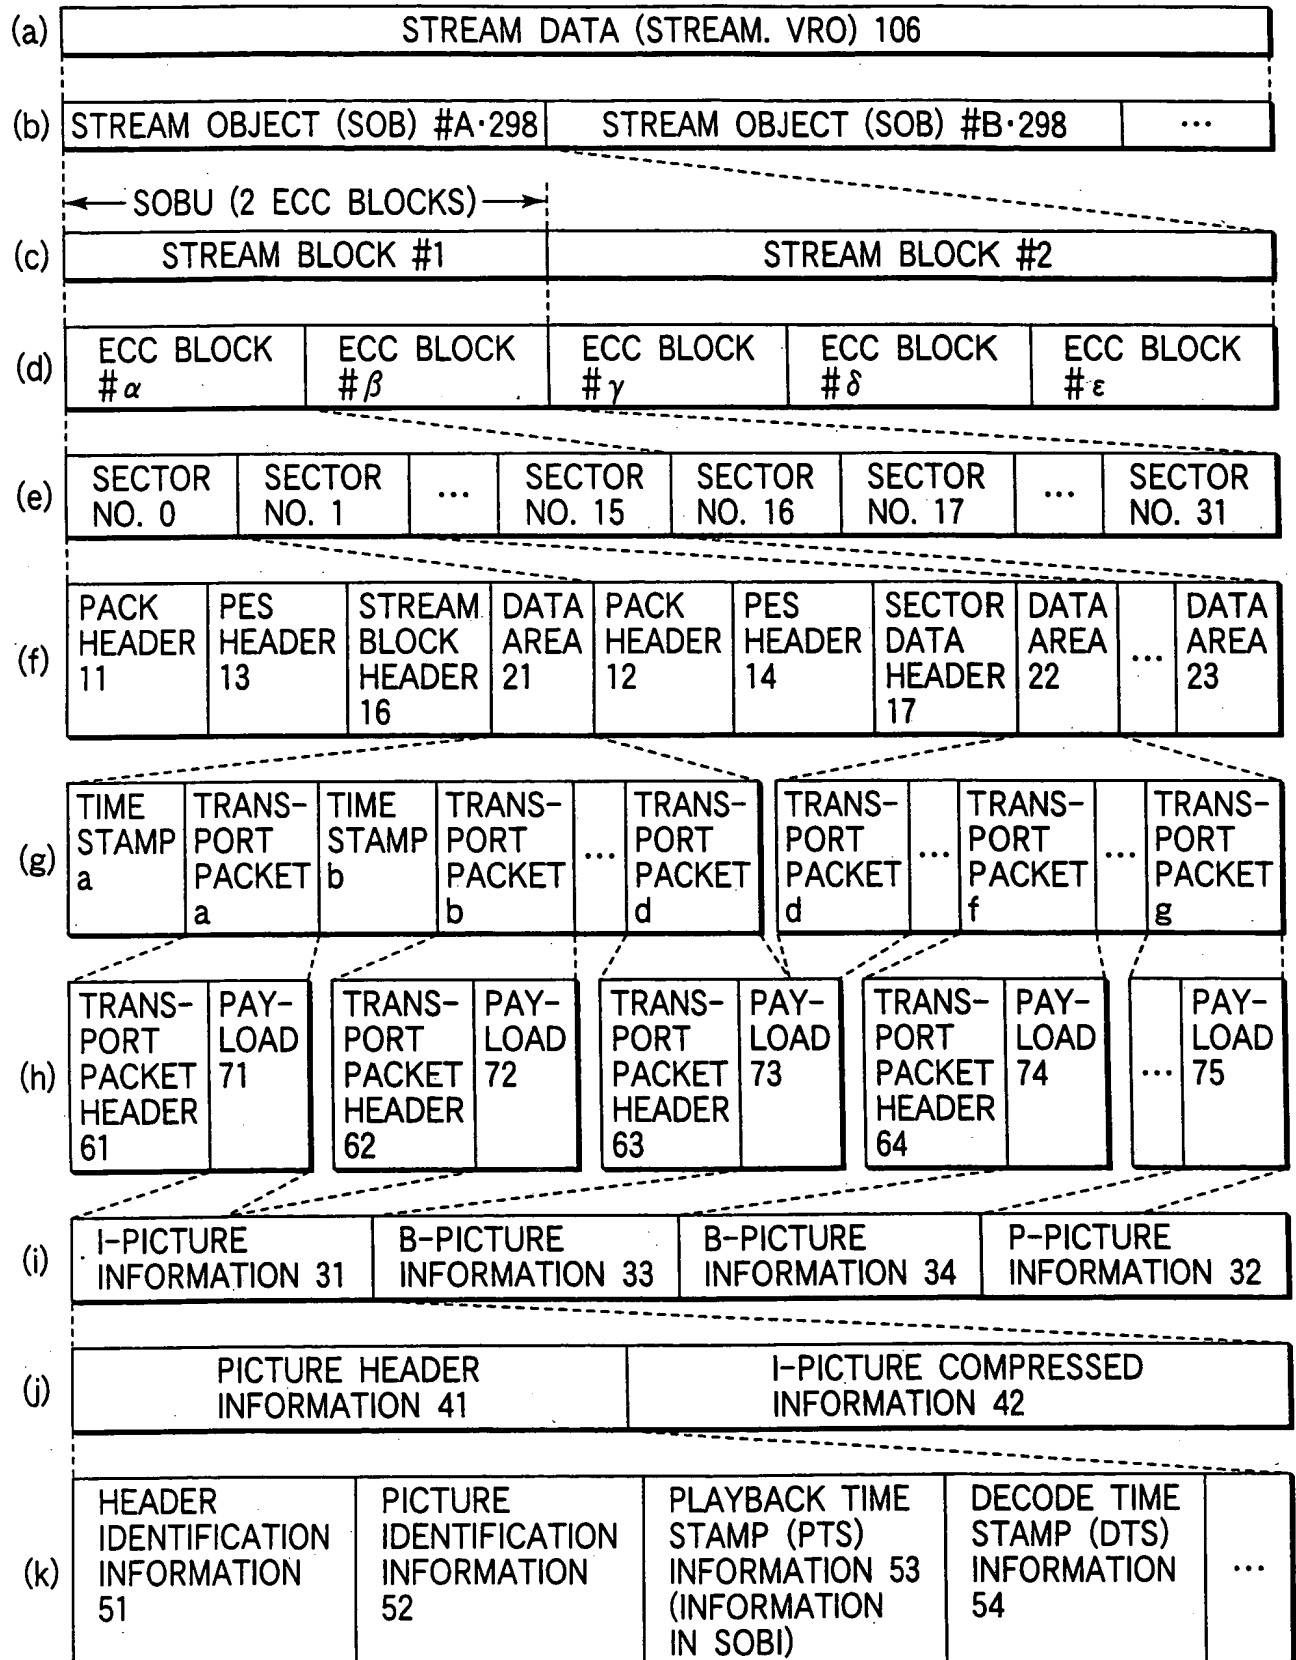 (a) STREAM DATA (STREAM. VRO) 106
(b) STREAM OBJECT (SOB) #A·298 STREAM OBJECT (SOB) #B·298 ...
SOBU (2 ECC BLOCKS)
(c) STREAM BLOCK #1 STREAM BLOCK #2
(d)
ECC BLOCK
#α
ECC BLOCK
#β
ECC BLOCK
#γ
ECC BLOCK
#δ
ECC BLOCK
#ε
(e)
SECTOR
NO. 0
SECTOR
NO. 1
...
SECTOR
NO. 15
SECTOR
NO. 16
SECTOR
NO. 17
...
SECTOR
NO. 31
(f)
PACK
HEADER
11
PES
HEADER
13
STREAM
BLOCK
HEADER
16
DATA
AREA
21
PACK
HEADER
12
PES
HEADER
14
SECTOR
DATA
HEADER
17
DATA
AREA
22
...
DATA
AREA
23
(g)
TIME
STAMP
a
TRANS-
PORT
PACKET
a
TIME
STAMP
b
TRANS-
PORT
PACKET
b
...
TRANS-
PORT
PACKET
d
TRANS-
PORT
PACKET
d
...
TRANS-
PORT
PACKET
f
...
TRANS-
PORT
PACKET
g
(h)
TRANS-
PORT
PACKET
HEADER
61
PAY-
LOAD
71
TRANS-
PORT
PACKET
HEADER
62
PAY-
LOAD
72
TRANS-
PORT
PACKET
HEADER
63
PAY-
LOAD
73
TRANS-
PORT
PACKET
HEADER
64
PAY-
LOAD
74
...
PAY-
LOAD
75
(i)
I-PICTURE
INFORMATION 31
B-PICTURE
INFORMATION 33
B-PICTURE
INFORMATION 34
P-PICTURE
INFORMATION 32
(j)
PICTURE HEADER
INFORMATION 41
I-PICTURE COMPRESSED
INFORMATION 42
(k)
HEADER
IDENTIFICATION
INFORMATION
51
PICTURE
IDENTIFICATION
INFORMATION
52
PLAYBACK TIME
STAMP (PTS)
INFORMATION 53
(INFORMATION
IN SOBI)
DECODE TIME
STAMP (DTS)
INFORMATION
54
...